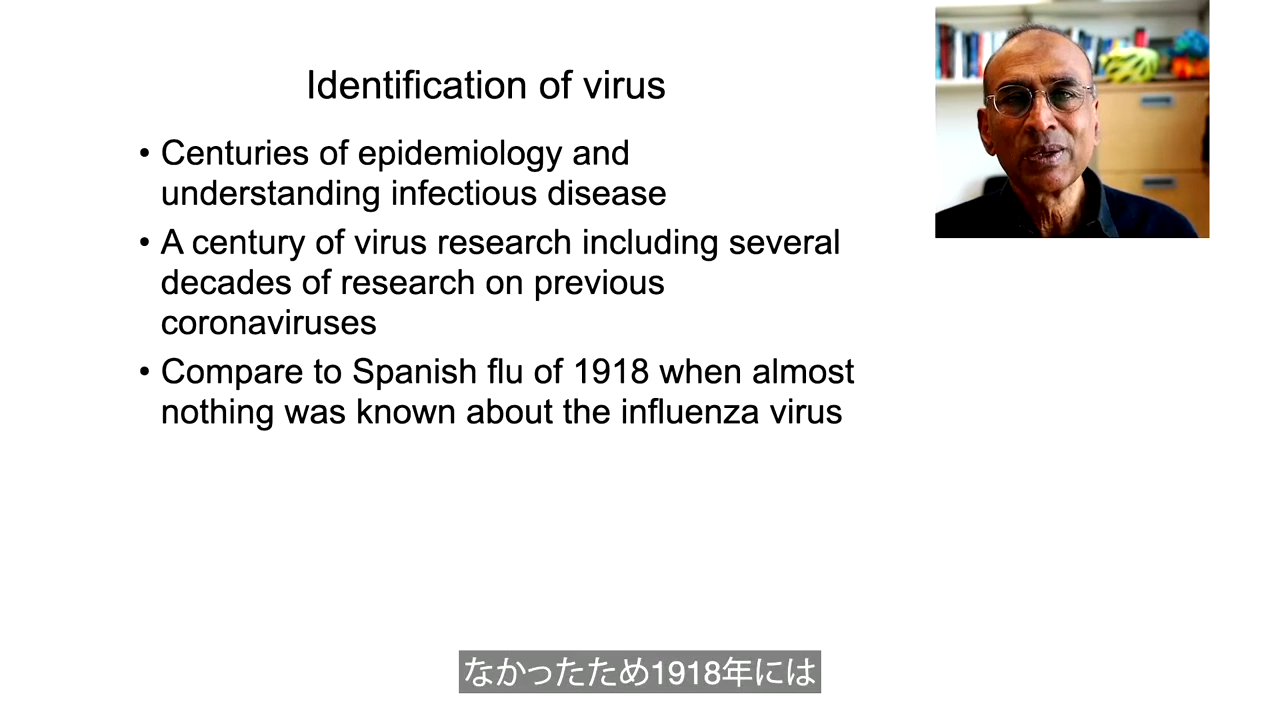 Identification of virus
• Centuries of epidemiology and
understanding infectious disease
• A century of virus research including several
decades of research on previous
coronaviruses
• Compare to Spanish flu of 1918 when almost
nothing was known about the influenza virus
なかったため1918年には